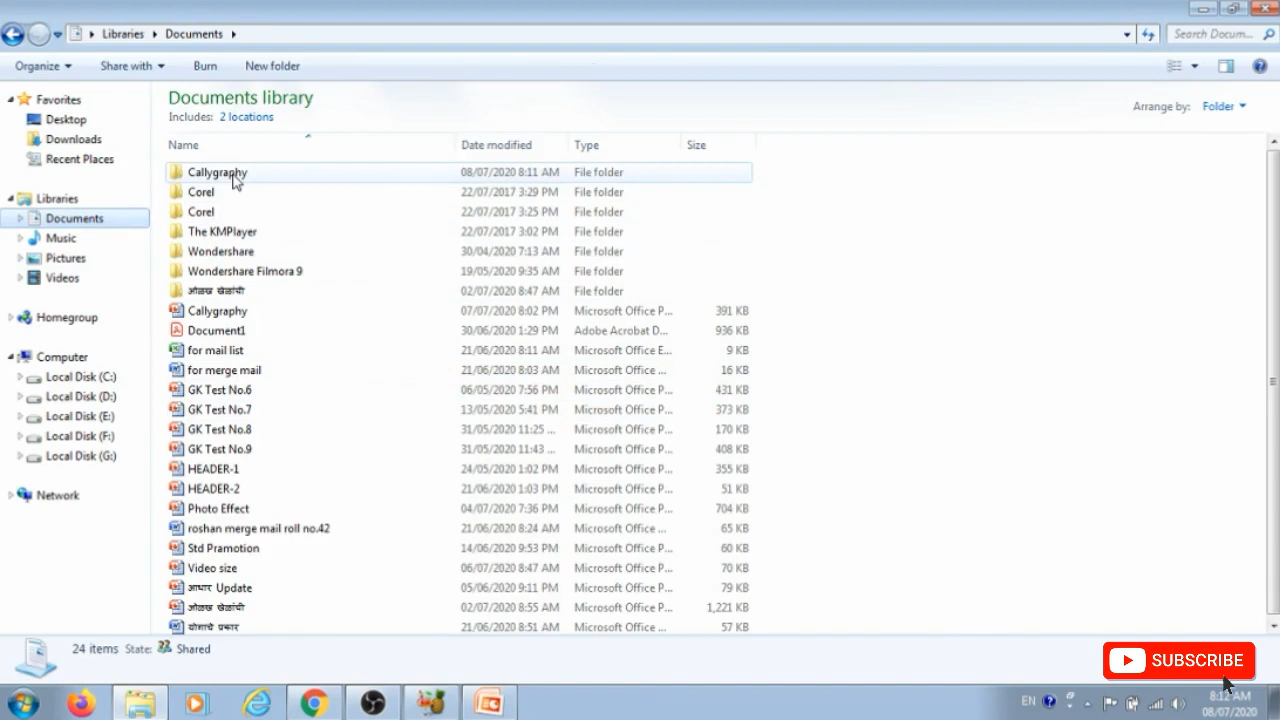 Libraries Documents
Search Docum...
Organize Share with Burn New folder
Favorites
Desktop
Downloads
Recent Places
Libraries
Documents
Music
Pictures
Videos
Homegroup
Computer
Local Disk (C:)
Local Disk (D:)
Local Disk (E:)
Local Disk (F:)
Local Disk (G:)
Network
Documents library
Includes: 2 locations
Arrange by: Folder
Name Date modified Type Size
Callygraphy 08/07/2020 8:11 AM File folder
Corel 22/07/2017 3:29 PM File folder
Corel 22/07/2017 3:25 PM File folder
The KMPlayer 22/07/2017 3:02 PM File folder
Wondershare 30/04/2020 7:13 AM File folder
Wondershare Filmora 9 19/05/2020 9:35 AM File folder
ओळख खेळांची 02/07/2020 8:47 AM File folder
Callygraphy 07/07/2020 8:02 PM Microsoft Office P... 391 KB
Document1 30/06/2020 1:29 PM Adobe Acrobat D... 936 KB
for mail list 21/06/2020 8:11 AM Microsoft Office E... 9 KB
for merge mail 21/06/2020 8:03 AM Microsoft Office ... 16 KB
GK Test No.6 06/05/2020 7:56 PM Microsoft Office P... 431 KB
GK Test No.7 13/05/2020 5:41 PM Microsoft Office P... 373 KB
GK Test No.8 31/05/2020 11:25 ... Microsoft Office P... 170 KB
GK Test No.9 31/05/2020 11:43 ... Microsoft Office P... 408 KB
HEADER-1 24/05/2020 1:02 PM Microsoft Office P... 355 KB
HEADER-2 21/06/2020 1:03 PM Microsoft Office P... 51 KB
Photo Effect 04/07/2020 7:36 PM Microsoft Office P... 704 KB
roshan merge mail roll no.42 21/06/2020 8:24 AM Microsoft Office ... 65 KB
Std Pramotion 14/06/2020 9:53 PM Microsoft Office P... 60 KB
Video size 06/07/2020 8:47 AM Microsoft Office P... 70 KB
आधार Update 05/06/2020 9:11 PM Microsoft Office P... 79 KB
ओळख खेळांची 02/07/2020 8:55 AM Microsoft Office P... 1,221 KB
योगाचे प्रकार 21/06/2020 8:51 AM Microsoft Office ... 57 KB
24 items State: Shared
SUBSCRIBE
EN
8:12 AM
08/07/2020